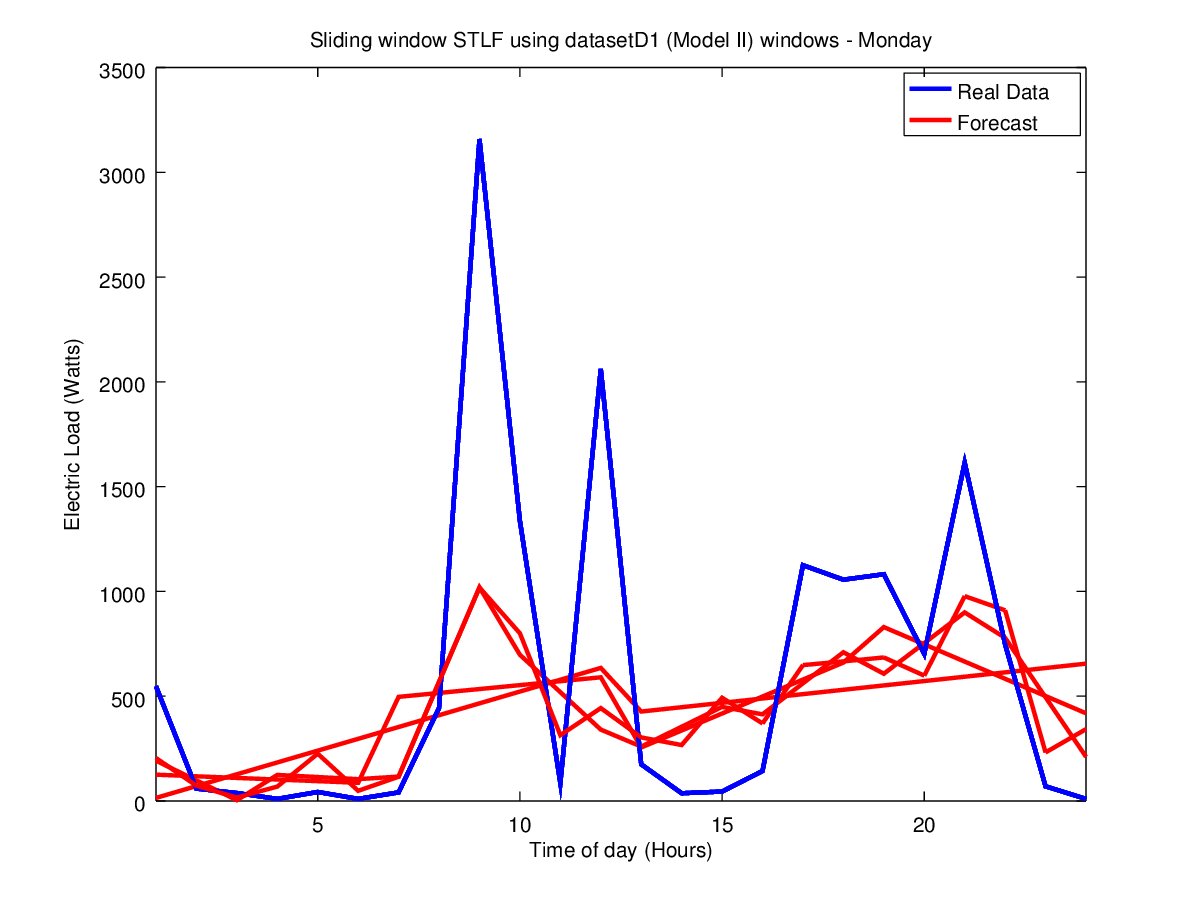 Sliding window STLF using datasetD1 (Model II) windows - Monday
Real Data
Forecast
3500
3000
2500
2000
1500
1000
500
0
Electric Load (Watts)
5 10 15 20
Time of day (Hours)